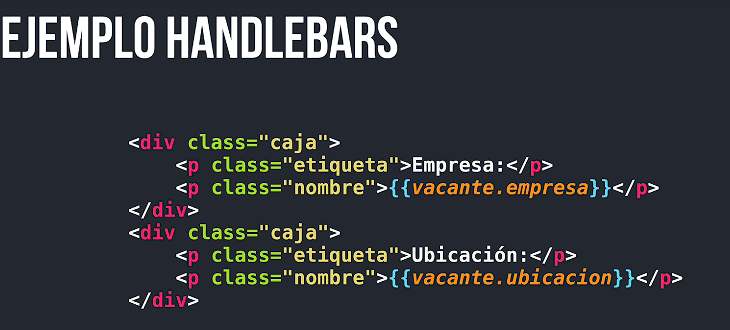 EJEMPLO HANDLEBARS
<div class="caja">
    <p class="etiqueta">Empresa:</p>
    <p class="nombre">{{vacante.empresa}}</p>
</div>
<div class="caja">
    <p class="etiqueta">Ubicación:</p>
    <p class="nombre">{{vacante.ubicacion}}</p>
</div>